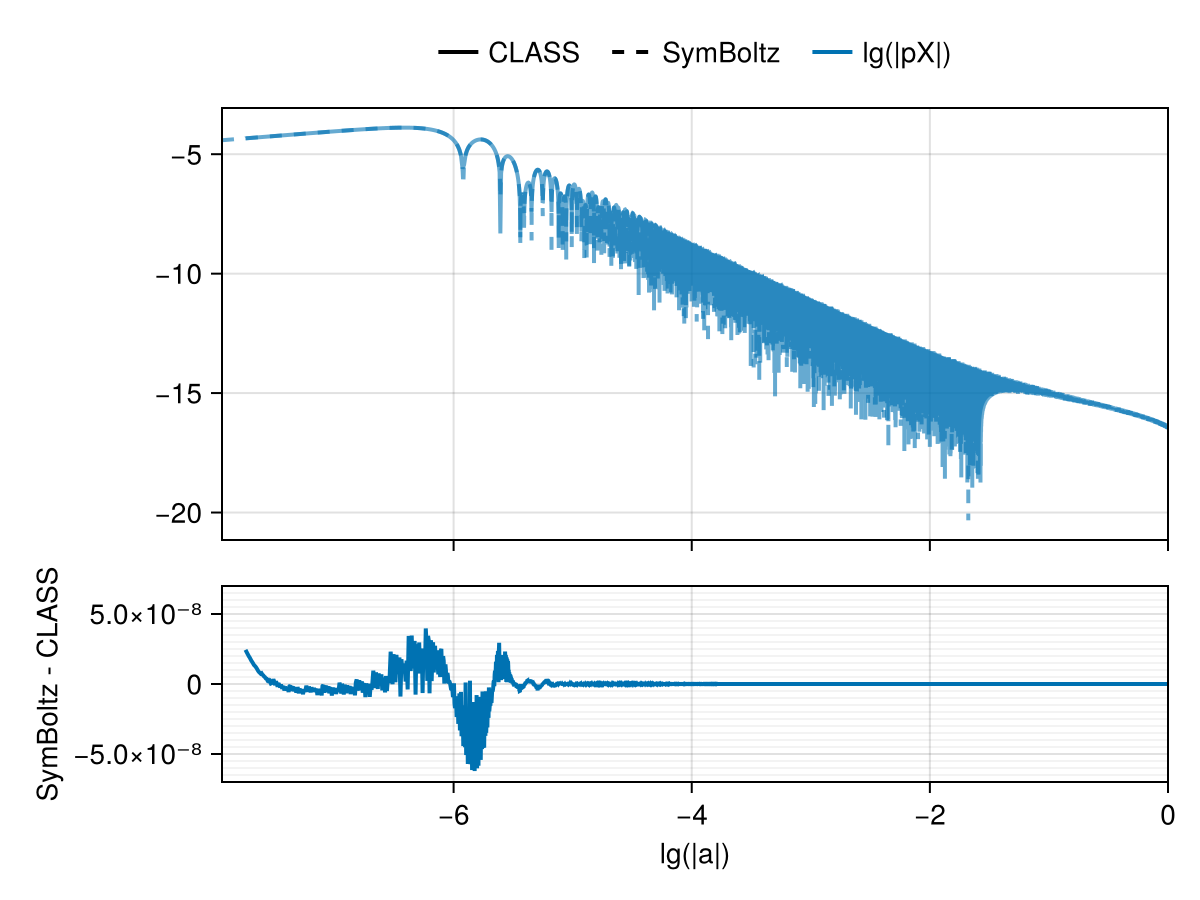 CLASS SymBoltz lg(|pX|)
−5
−10
−15
−20
SymBoltz - CLASS
5.0×10⁻⁸
0
−5.0×10⁻⁸
−6 −4 −2 0
lg(|a|)